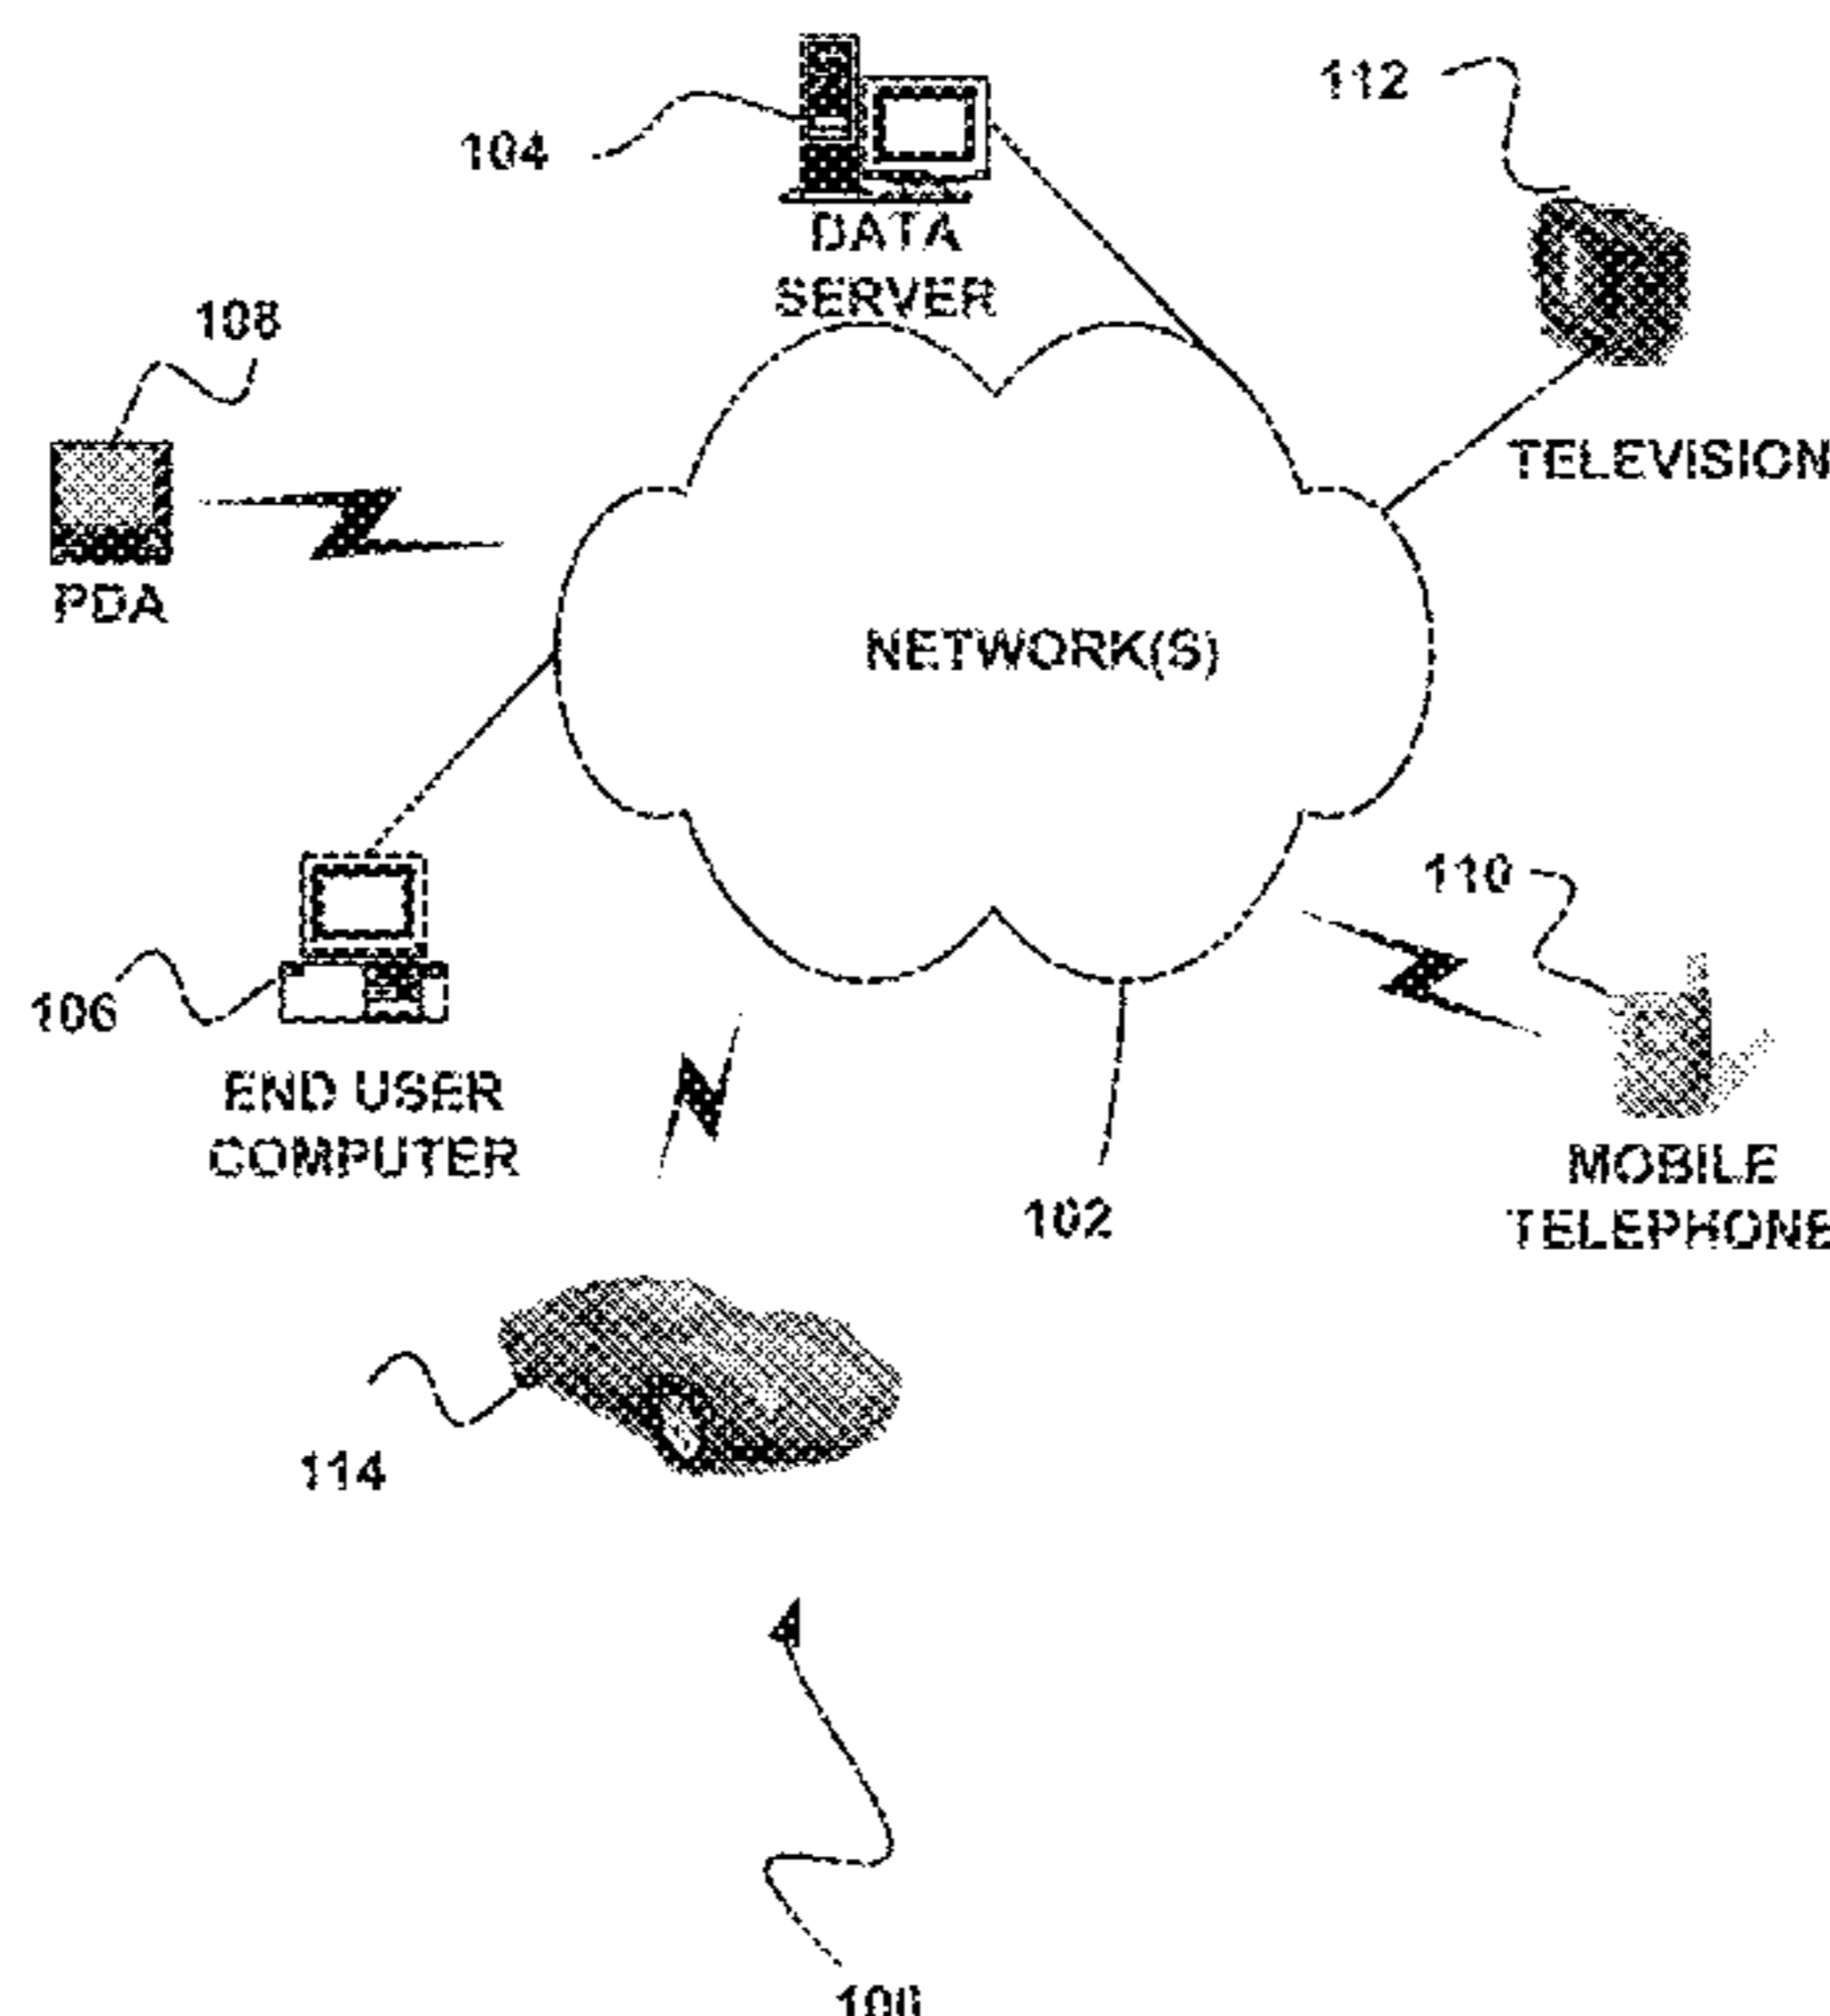 112
104
DATA
SERVER
108
TELEVISION
PDA
NETWORK(S)
110
106
END USER
COMPUTER
MOBILE
TELEPHONE
102
114
100